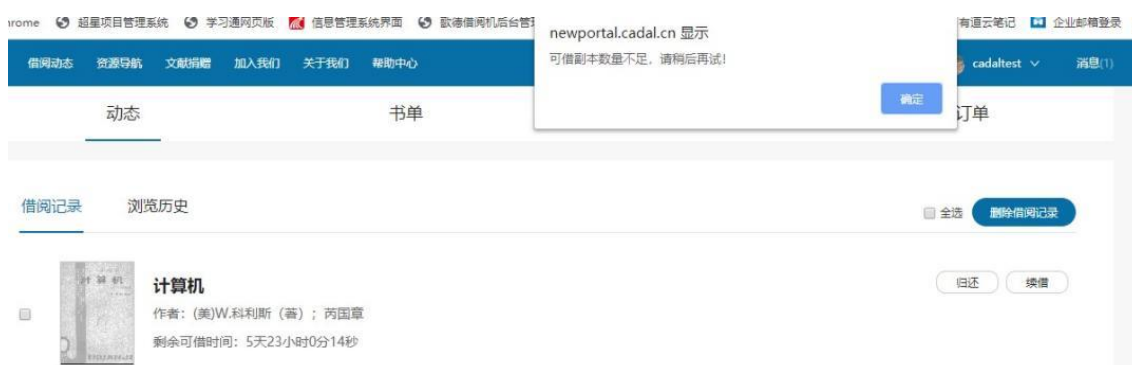 rome 超星项目管理系统 学习通网页版 信息管理系统界面 歌德借阅机后台管理
有道云笔记 企业邮箱登录
newportal.cadal.cn 显示
可借副本数量不足，请稍后再试!
确定
借阅动态 资源导航 文献捐赠 加入我们 关于我们 帮助中心
cadaltest 消息(1)
动态 书单 订单
借阅记录 浏览历史
全选 删除借阅记录
计算机
归还 续借
作者：(美)W.科利斯（著）；芮国章
剩余可借时间：5天23小时0分14秒
计算机